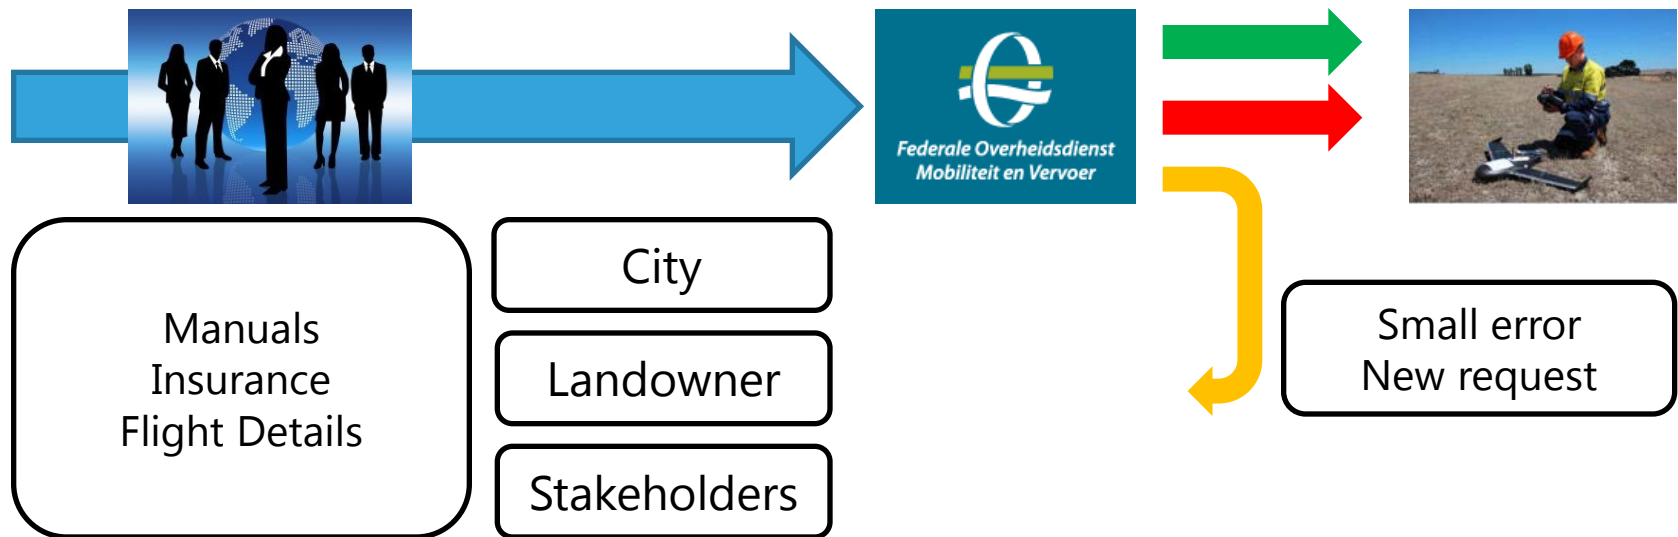 Federale Overheidsdienst
Mobiliteit en Vervoer
Manuals
Insurance
Flight Details
City
Landowner
Stakeholders
Small error
New request